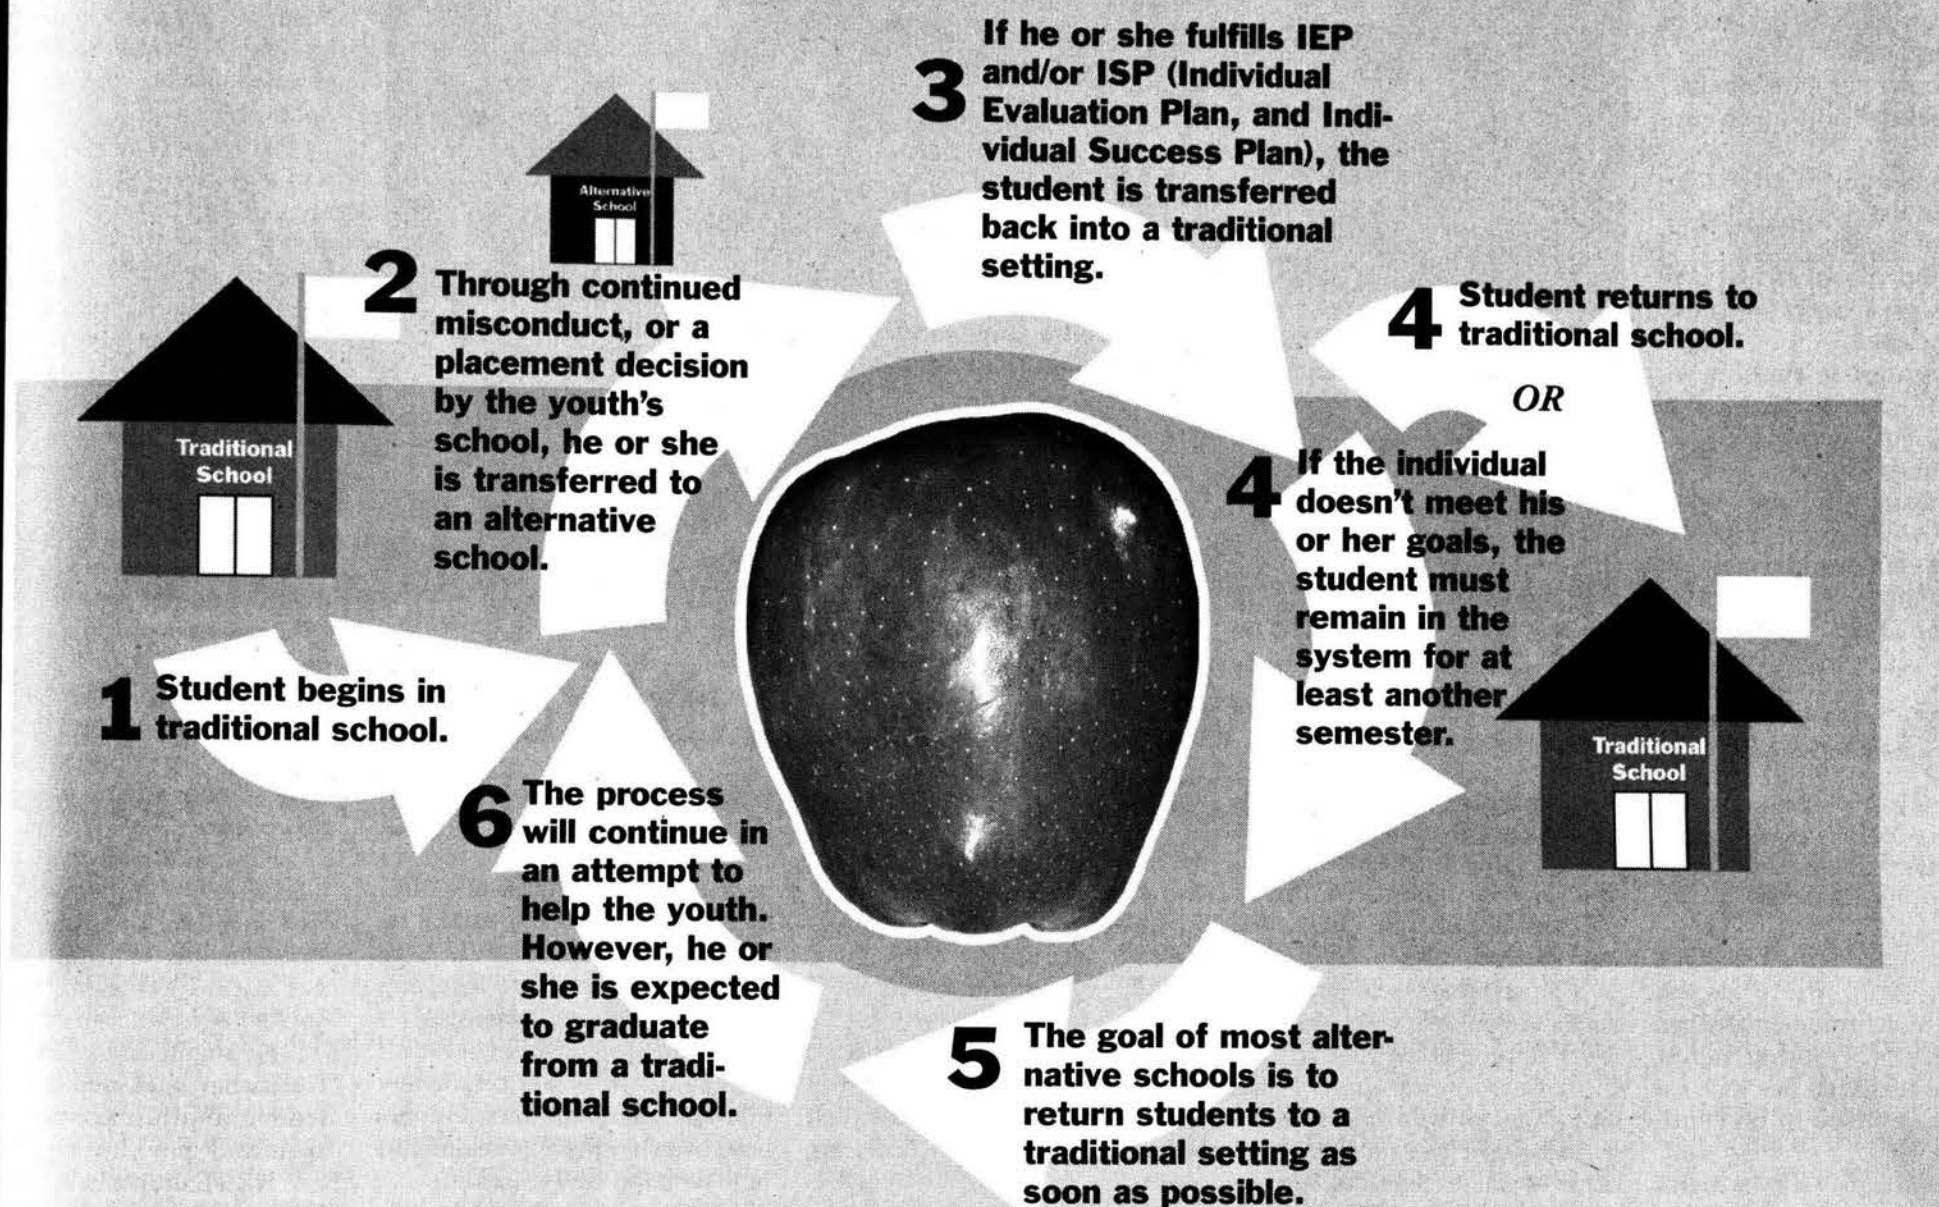 1
Student begins in
traditional school.
Traditional
School
2
Through continued
misconduct, or a
placement decision
by the youth's
school, he or she
is transferred to
an alternative
school.
Alternative
School
3
If he or she fulfills IEP
and/or ISP (Individual
Evaluation Plan, and Indi-
vidual Success Plan), the
student is transferred
back into a traditional
setting.
4
Student returns to
traditional school.
OR
4
If the individual
doesn't meet his
or her goals, the
student must
remain in the
system for at
least another
semester.
Traditional
School
5
The goal of most alter-
native schools is to
return students to a
traditional setting as
soon as possible.
6
The process
will continue in
an attempt to
help the youth.
However, he or
she is expected
to graduate
from a tradi-
tional school.